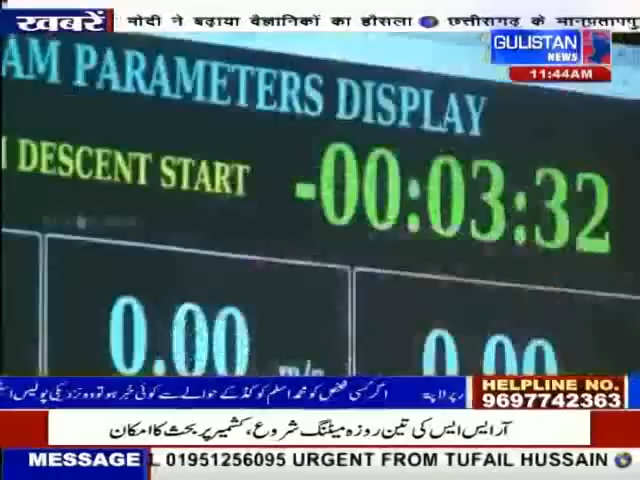 खबरें मोदी ने बढ़ाया वैज्ञानिकों का हौसला छत्तीसगढ़ के
GULISTAN
NEWS
11:44AM
AM PARAMETERS DISPLAY
DESCENT START -00:03:32
0.00 m/s 0.00
اگر کسی شخص کو محمد اسلم کو کڈ کے حوالے سے کوئی خبر ہو تو وہ نزدیکی پولیس
HELPLINE NO.
9697742363
آر ایس ایس کی تین روزہ میٹنگ شروع، کشمیر پر بحث کا امکان
MESSAGE L 01951256095 URGENT FROM TUFAIL HUSSAIN